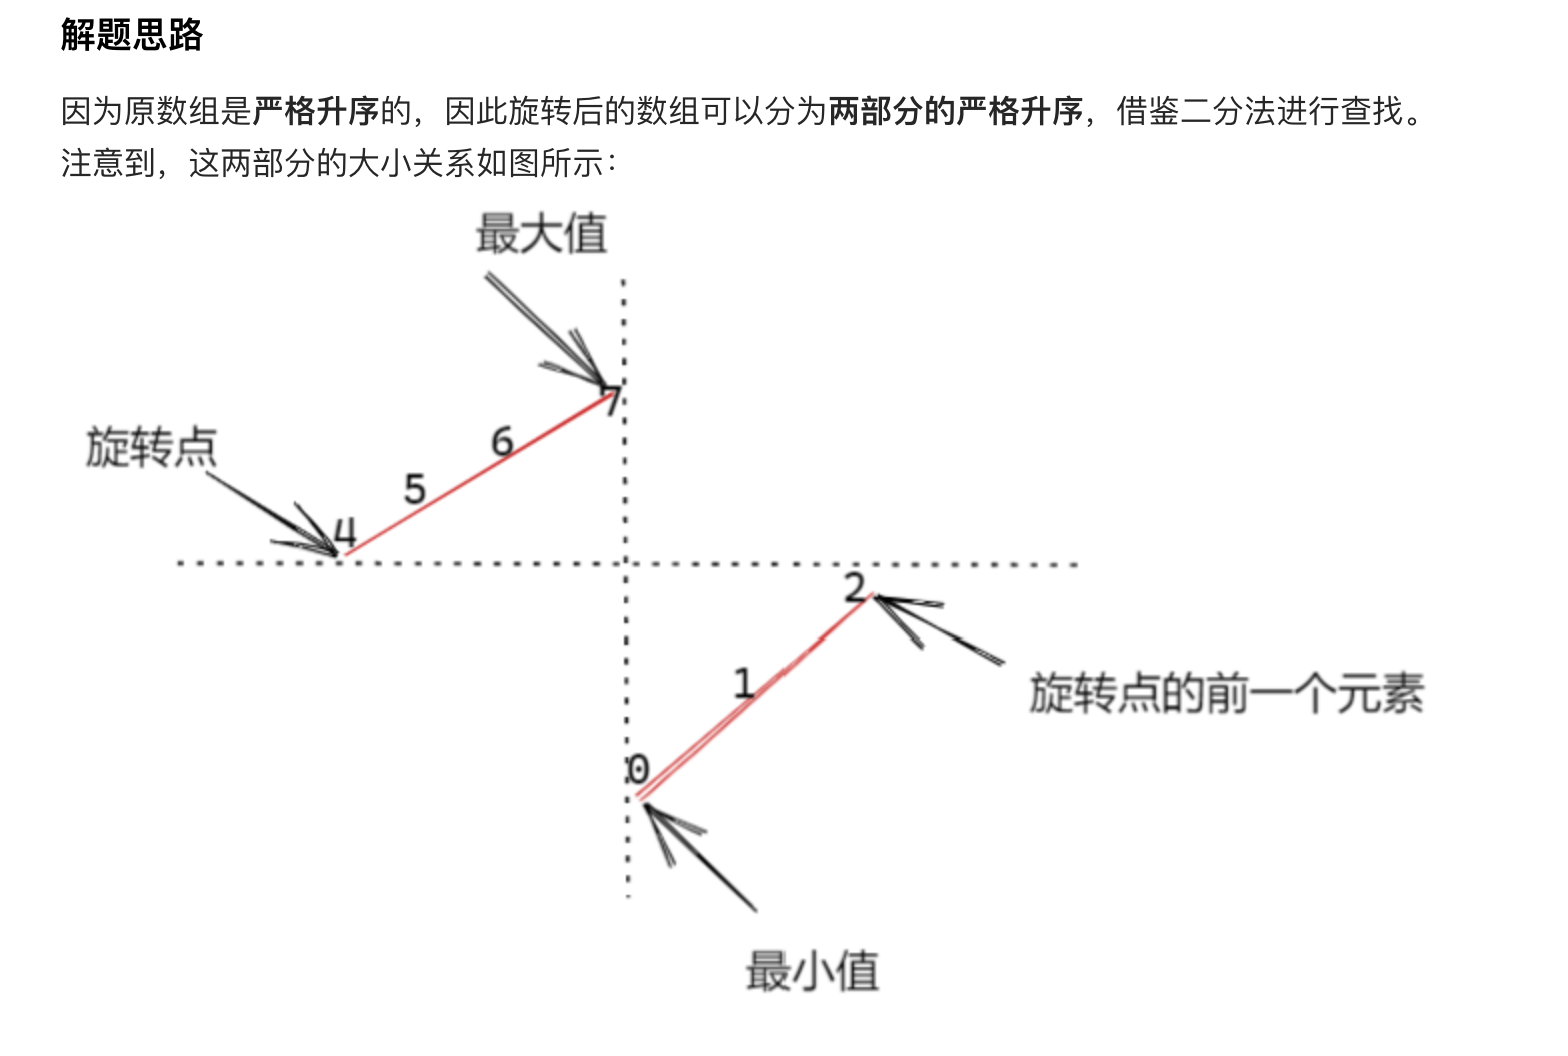 解题思路
因为原数组是严格升序的，因此旋转后的数组可以分为两部分的严格升序，借鉴二分法进行查找。
注意到，这两部分的大小关系如图所示：
最大值
7
旋转点
6
5
4
2
1
旋转点的前一个元素
0
最小值